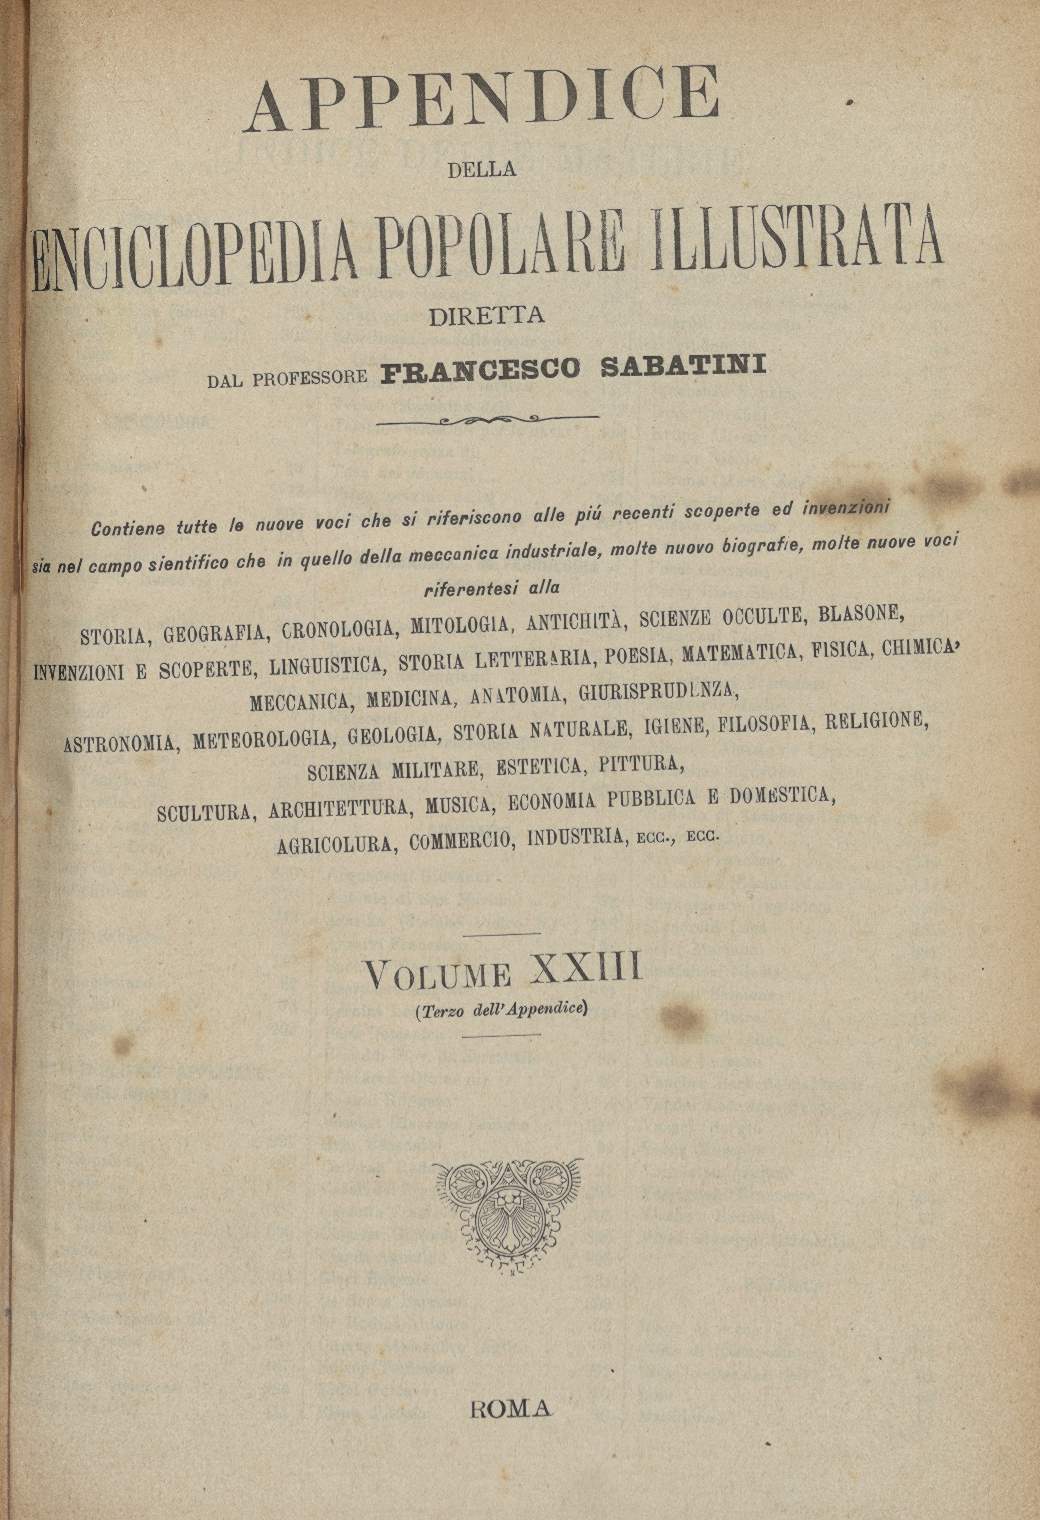 APPENDICE
DELLA
ENCICLOPEDIA POPOLARE ILLUSTRATA
DIRETTA
DAL PROFESSORE FRANCESCO SABATINI
Contiene tutte le nuove voci che si riferiscono alle piú recenti scoperte ed invenzioni
sia nel campo sientifico che in quello della meccanica industriale, molte nuovo biografie, molte nuove voci
riferentesi alla
STORIA, GEOGRAFIA, CRONOLOGIA, MITOLOGIA, ANTICHITÀ, SCIENZE OCCULTE, BLASONE,
INVENZIONI E SCOPERTE, LINGUISTICA, STORIA LETTERARIA, POESIA, MATEMATICA, FISICA, CHIMICA,
MECCANICA, MEDICINA, ANATOMIA, GIURISPRUDENZA,
ASTRONOMIA, METEOROLOGIA, GEOLOGIA, STORIA NATURALE, IGIENE, FILOSOFIA, RELIGIONE,
SCIENZA MILITARE, ESTETICA, PITTURA,
SCULTURA, ARCHITETTURA, MUSICA, ECONOMIA PUBBLICA E DOMESTICA,
AGRICOLURA, COMMERCIO, INDUSTRIA, ECC., ECC.
VOLUME XXIII
(Terzo dell'Appendice)
ROMA